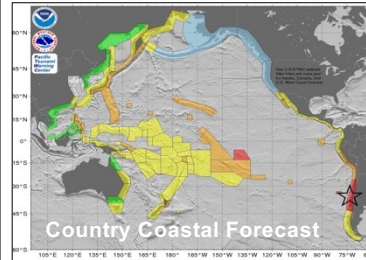 Pacific
Tsunami
Warning
Center
60°N
45°N
30°N
15°N
0°
15°S
30°S
45°S
60°S
Country Coastal Forecast
105°E 120°E 135°E 150°E 165°E 180° 165°W 150°W 135°W 120°W 105°W 90°W 75°W 60°W